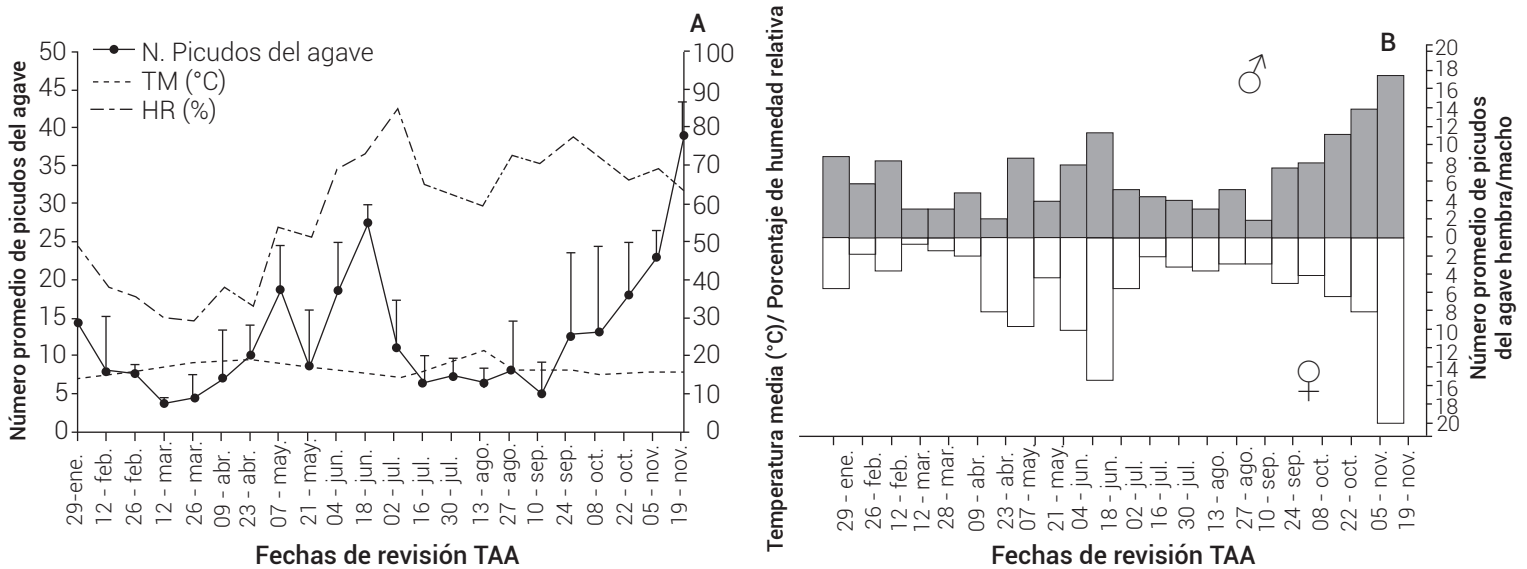 A
Número promedio de picudos del agave
50
45
40
35
30
25
20
15
10
5
0
N. Picudos del agave
TM (°C)
HR (%)
100
90
80
70
60
50
40
30
20
10
0
Temperatura media (°C)/ Porcentaje de humedad relativa
29-ene.
12 - feb.
26 - feb.
12 - mar.
26 - mar.
09 - abr.
23 - abr.
07 - may.
21 - may.
04 - jun.
18 - jun.
02 - jul.
16 - jul.
30 - jul.
13 - ago.
27 - ago.
10 - sep.
24 - sep.
08 - oct.
22 - oct.
05 - nov.
19 - nov.
Fechas de revisión TAA
B
♂
♀
20
18
16
14
12
10
8
6
4
2
0
2
4
6
8
10
12
14
16
18
20
Número promedio de picudos
del agave hembra/macho
29 - ene.
26 - feb.
12 - feb.
12 - mar.
28 - mar.
09 - abr.
23 - abr.
07 - may.
21 - may.
04 - jun.
18 - jun.
02 - jul.
16 - jul.
30 - jul.
13 - ago.
27 - ago.
10 - sep.
24 - sep.
08 - oct.
22 - oct.
05 - nov.
19 - nov.
Fechas de revisión TAA